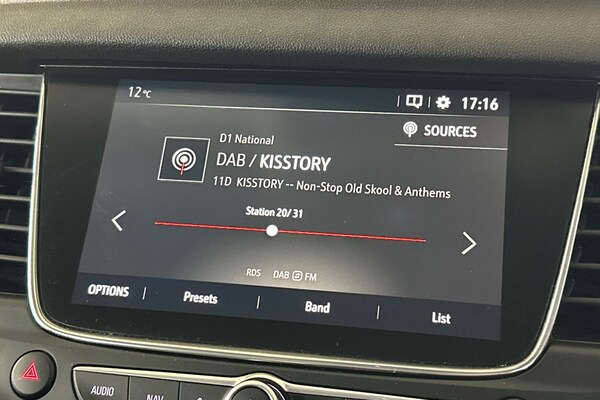 12°C
17:16
SOURCES
D1 National
DAB / KISSTORY
11D KISSTORY -- Non-Stop Old Skool & Anthems
Station 20/31
RDS DAB FM
OPTIONS Presets Band List
AUDIO NAV